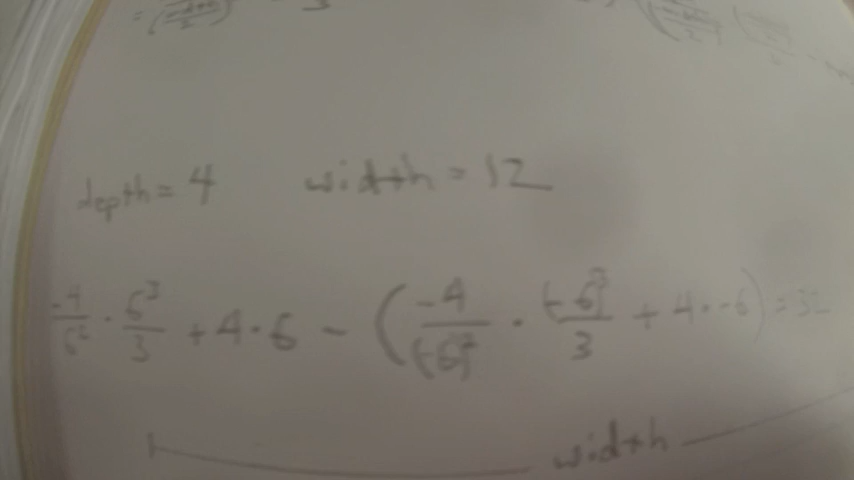 depth = 4 width = 12
-4/6² · 6³/3 + 4 · 6 - (-4/(-6)² · (-6)³/3 + 4 · -6) = 32
width